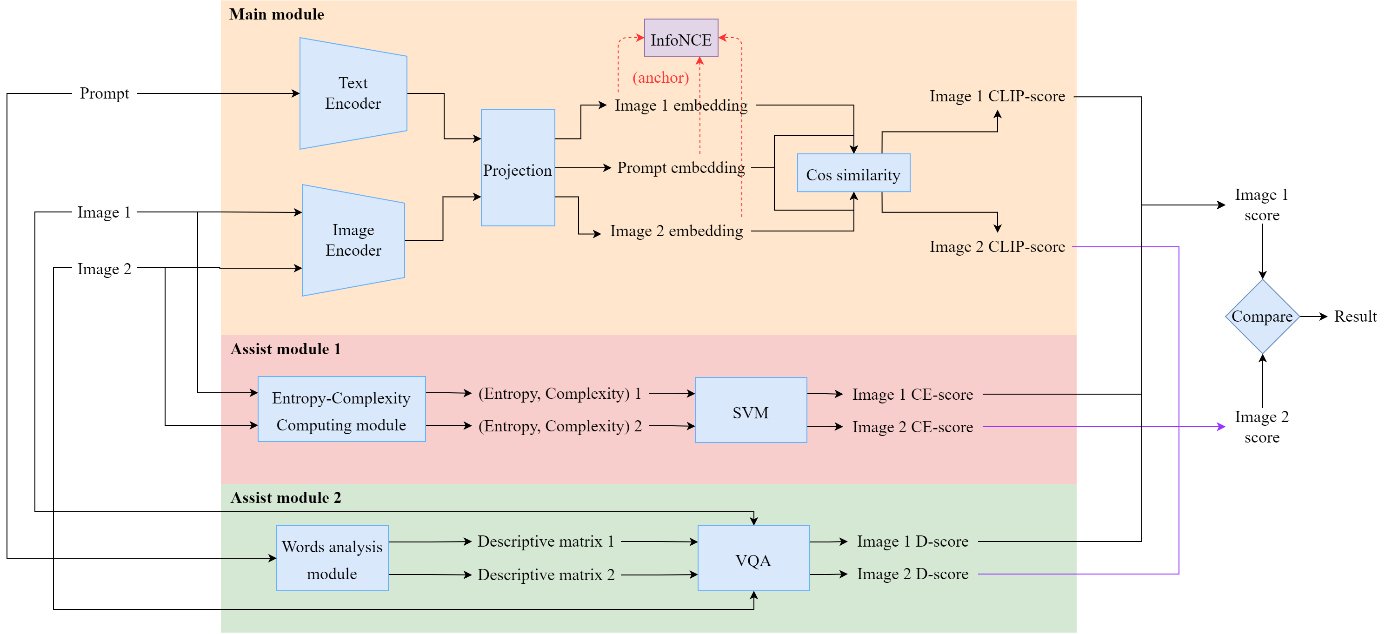 Main module
InfoNCE
(anchor)
Prompt
Text
Encoder
Image 1 embedding
Image 1 CLIP-score
Projection
Prompt embedding
Cos similarity
Image 1
Image
Encoder
Image 2 embedding
Image 2 CLIP-score
Image 2
Image 1
score
Compare
Result
Image 2
score
Assist module 1
Entropy-Complexity
Computing module
(Entropy, Complexity) 1
(Entropy, Complexity) 2
SVM
Image 1 CE-score
Image 2 CE-score
Assist module 2
Words analysis
module
Descriptive matrix 1
Descriptive matrix 2
VQA
Image 1 D-score
Image 2 D-score